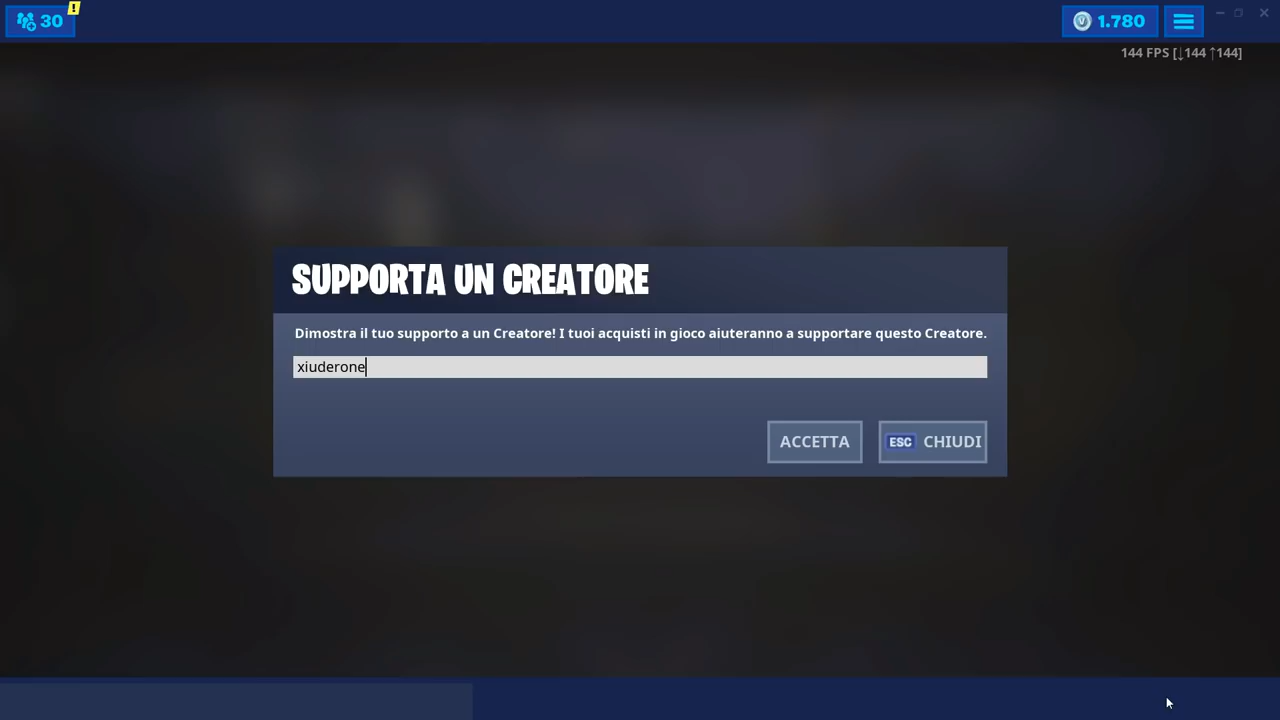 30
!
1.780
144 FPS [↓144 ↑144]
SUPPORTA UN CREATORE
Dimostra il tuo supporto a un Creatore! I tuoi acquisti in gioco aiuteranno a supportare questo Creatore.
xiuderone
ACCETTA
ESC CHIUDI